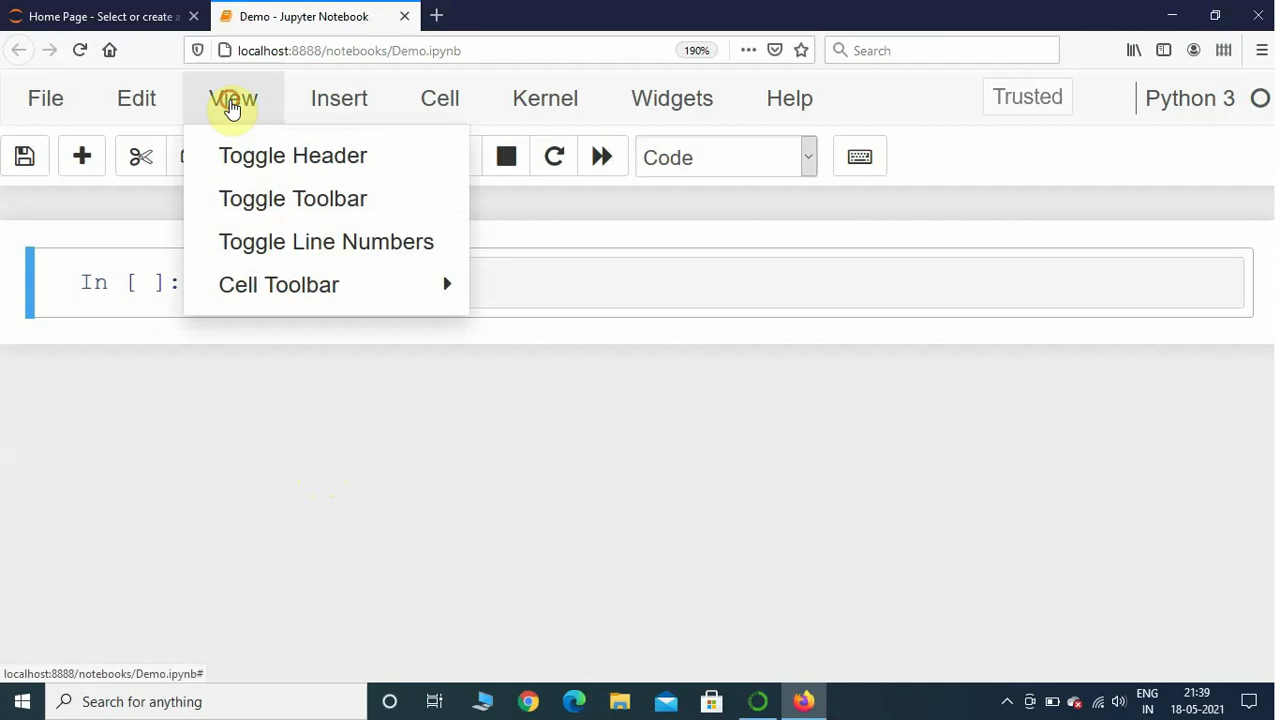 Home Page - Select or create a
Demo - Jupyter Notebook
localhost:8888/notebooks/Demo.ipynb
190%
Search
File Edit View Insert Cell Kernel Widgets Help Trusted Python 3
Code
Toggle Header
Toggle Toolbar
Toggle Line Numbers
Cell Toolbar
In [ ]:
localhost:8888/notebooks/Demo.ipynb#
Search for anything
ENG
IN
21:39
18-05-2021